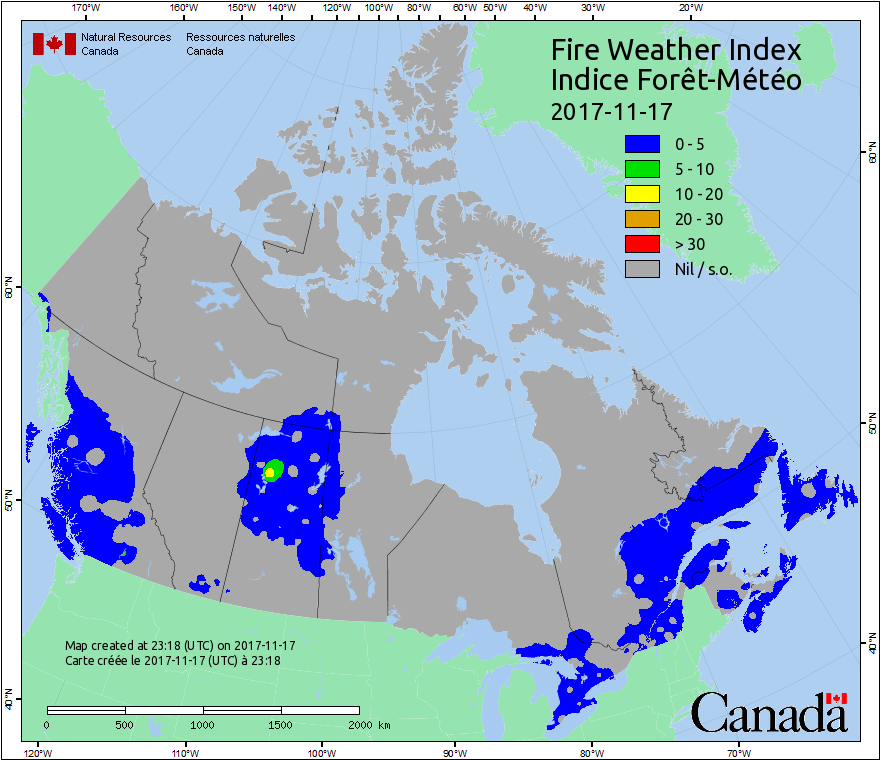 170°W 160°W 150°W 140°W 120°W 110°W 100°W 90°W 80°W 70°W 60°W 50°W 40°W 30°W 20°W
Natural Resources Canada
Ressources naturelles Canada
Fire Weather Index
Indice Forêt-Météo
2017-11-17
0 - 5
5 - 10
10 - 20
20 - 30
> 30
Nil / s.o.
60°N
50°N
40°N
60°N
50°N
40°N
Map created at 23:18 (UTC) on 2017-11-17
Carte créée le 2017-11-17 (UTC) à 23:18
0 500 1000 1500 2000 km
Canada
120°W 110°W 100°W 90°W 80°W 70°W